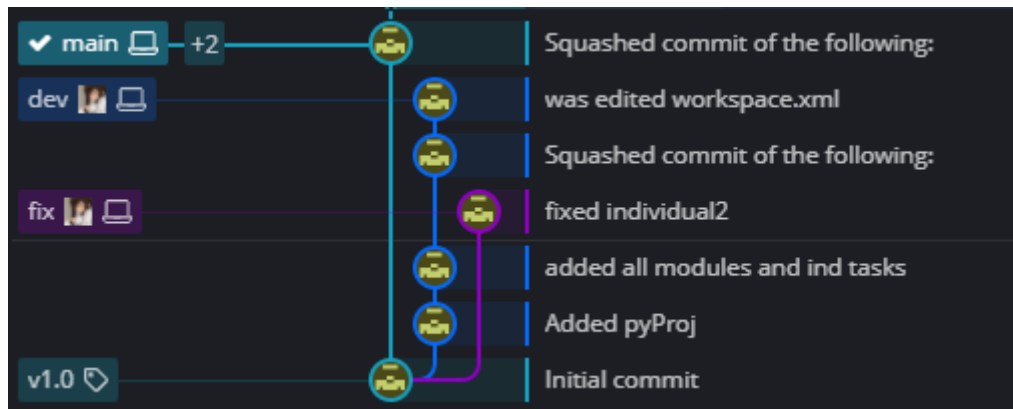 main +2 Squashed commit of the following:
dev was edited workspace.xml
Squashed commit of the following:
fix fixed individual2
added all modules and ind tasks
Added pyProj
v1.0 Initial commit